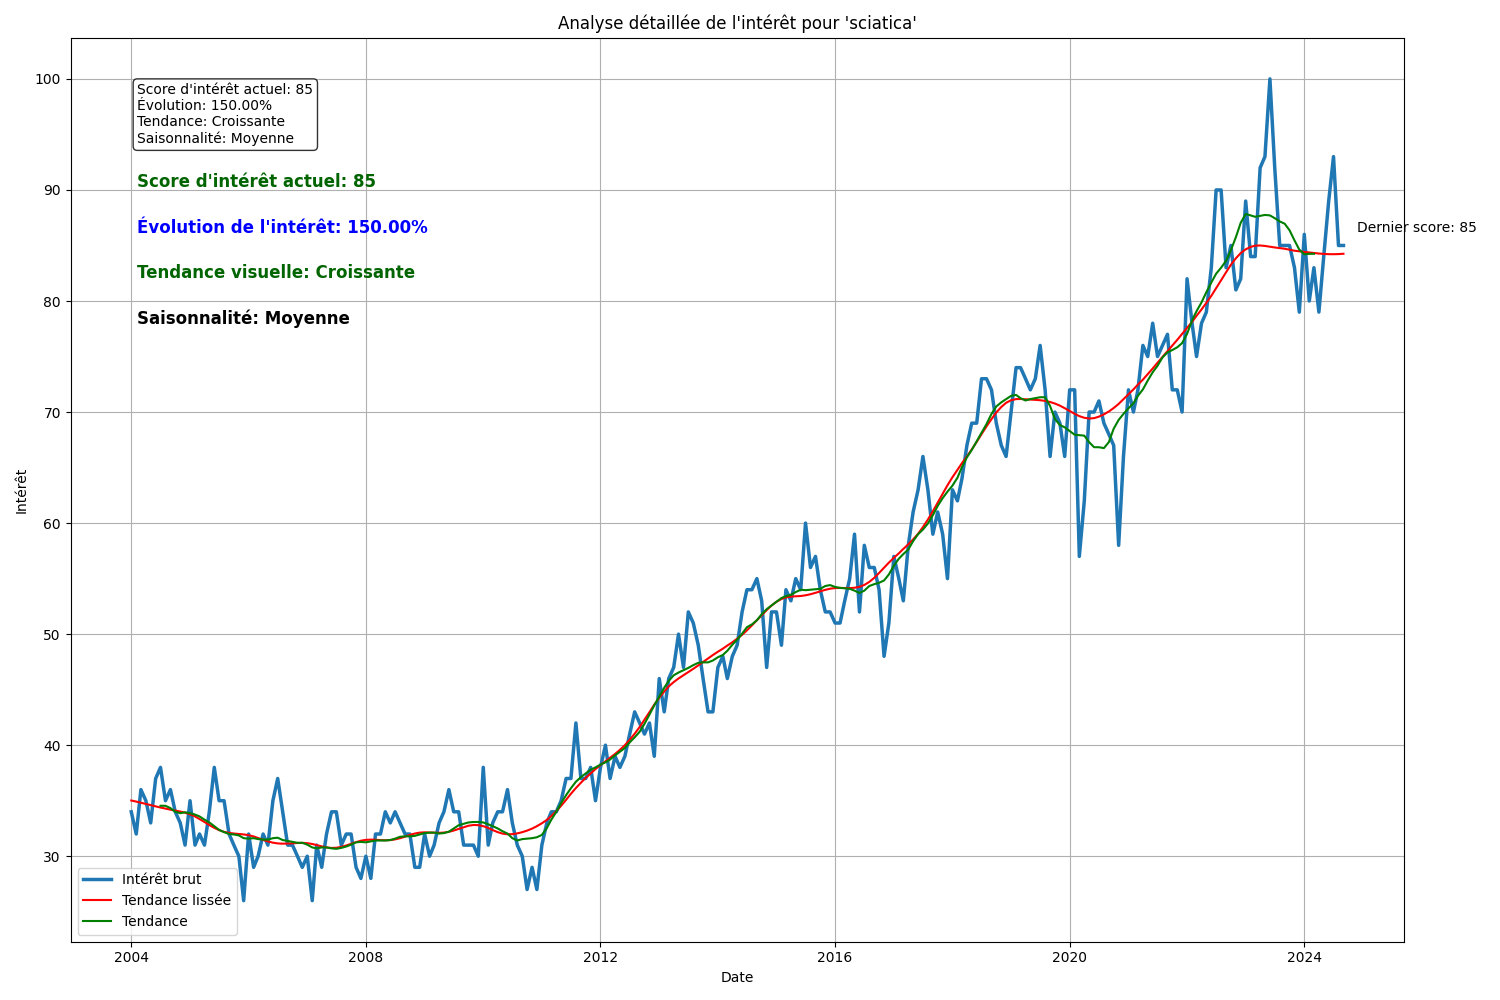 Analyse détaillée de l'intérêt pour 'sciatica'
100
90
80
70
60
50
40
30
Intérêt
Score d'intérêt actuel: 85
Évolution: 150.00%
Tendance: Croissante
Saisonnalité: Moyenne
Score d'intérêt actuel: 85
Évolution de l'intérêt: 150.00%
Tendance visuelle: Croissante
Saisonnalité: Moyenne
Dernier score: 85
Intérêt brut
Tendance lissée
Tendance
2004 2008 2012 2016 2020 2024
Date